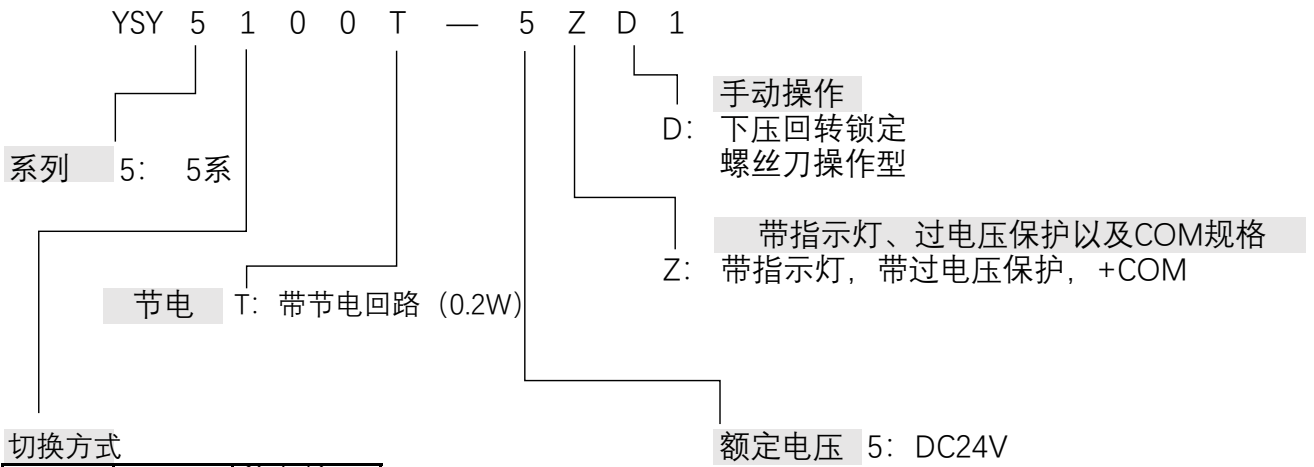 YSY 5 1 0 0 T — 5 Z D 1
手动操作
D: 下压回转锁定
螺丝刀操作型
系列 5: 5系
带指示灯、过电压保护以及COM规格
Z: 带指示灯，带过电压保护，+COM
节电 T: 带节电回路（0.2W）
切换方式
额定电压 5: DC24V